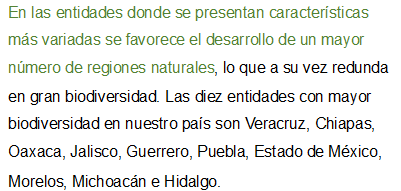 En las entidades donde se presentan características
más variadas se favorece el desarrollo de un mayor
número de regiones naturales, lo que a su vez redunda
en gran biodiversidad. Las diez entidades con mayor
biodiversidad en nuestro país son Veracruz, Chiapas,
Oaxaca, Jalisco, Guerrero, Puebla, Estado de México,
Morelos, Michoacán e Hidalgo.